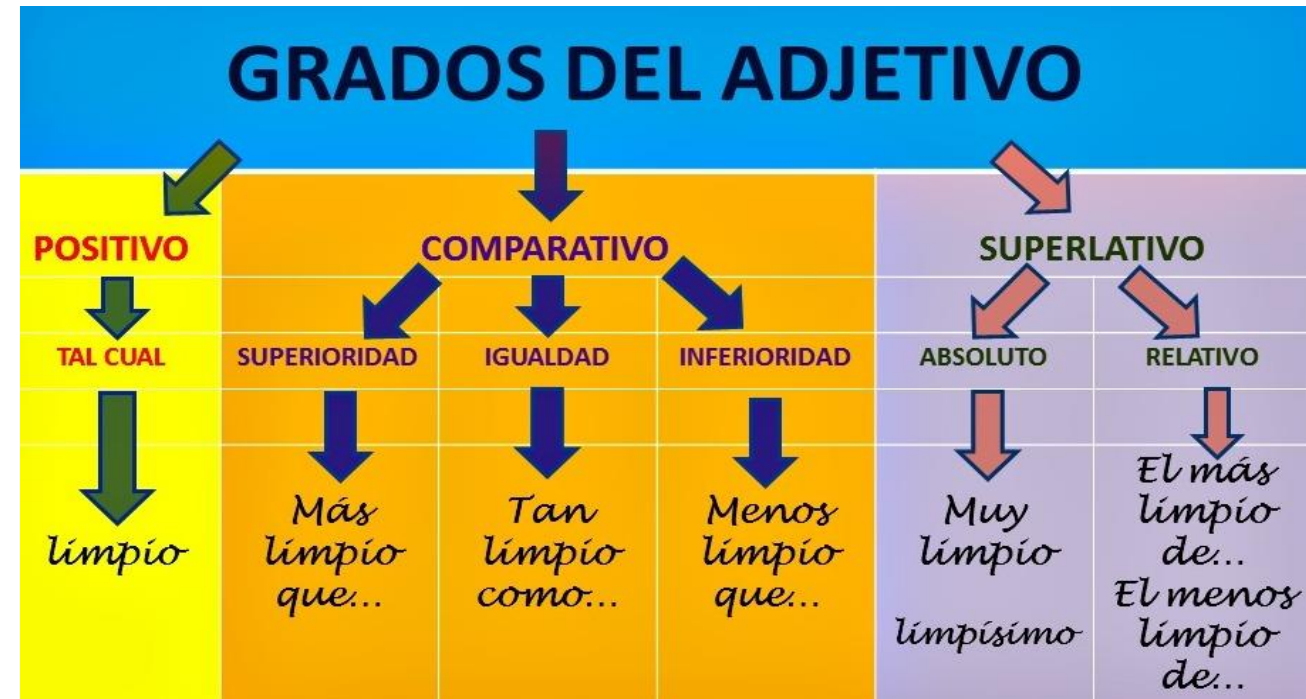 GRADOS DEL ADJETIVO
POSITIVO
COMPARATIVO
SUPERLATIVO
TAL CUAL
SUPERIORIDAD
IGUALDAD
INFERIORIDAD
ABSOLUTO
RELATIVO
limpio
Más
limpio
que...
Tan
limpio
como...
Menos
limpio
que...
Muy
limpio
limpísimo
El más
limpio
de...
El menos
limpio
de...